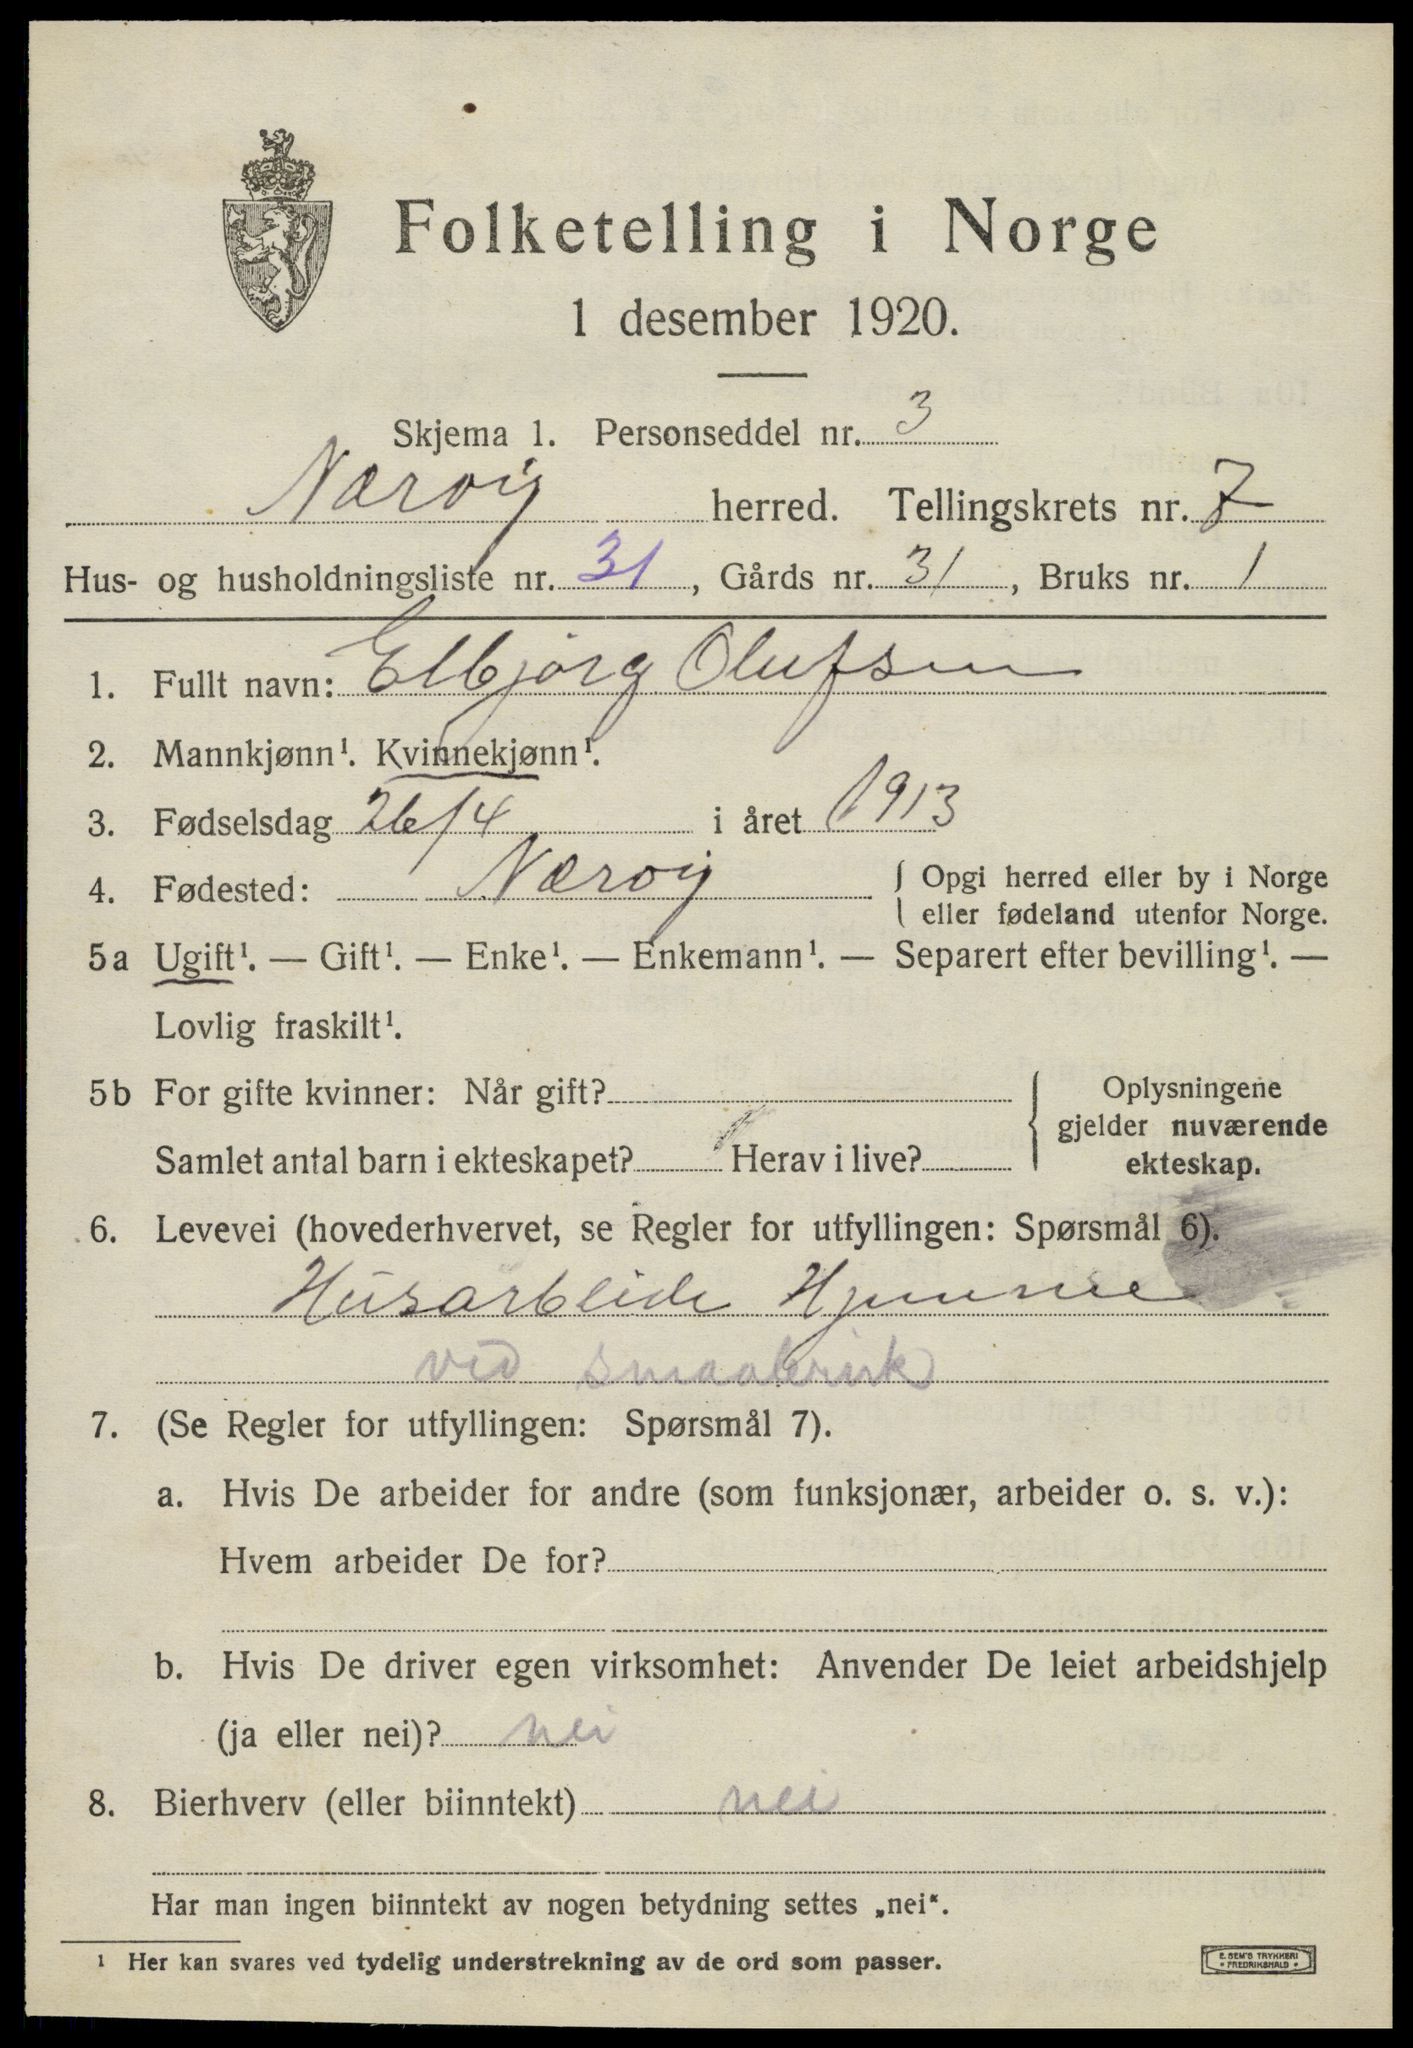 Folketelling i Norge
1 desember 1920.
Skjema 1. Personseddel nr. 3
Nærøy herred. Tellingskrets nr. 7
Hus- og husholdningsliste nr. 31, Gårds nr. 31, Bruks nr. 1
1. Fullt navn: Elbjørg Olufsen
2. Mannkjønn¹. Kvinnekjønn¹.
3. Fødselsdag 26/4 i året 1913
4. Fødested: Nærøy { Opgi herred eller by i Norge
eller fødeland utenfor Norge.
5a Ugift¹. — Gift¹. — Enke¹. — Enkemann¹. — Separert efter bevilling¹. —
Lovlig fraskilt¹.
5b For gifte kvinner: Når gift?
Samlet antal barn i ekteskapet? Herav i live?
Oplysningene
gjelder nuværende
ekteskap.
6. Levevei (hovederhvervet, se Regler for utfyllingen: Spørsmål 6).
Husarbeide Hjemme
ved smaabruk
7. (Se Regler for utfyllingen: Spørsmål 7).
a. Hvis De arbeider for andre (som funksjonær, arbeider o. s. v.):
Hvem arbeider De for?
b. Hvis De driver egen virksomhet: Anvender De leiet arbeidshjelp
(ja eller nei)? nei
8. Bierhverv (eller biinntekt) nei
Har man ingen biinntekt av nogen betydning settes „nei“.
¹ Her kan svares ved tydelig understrekning av de ord som passer.
E. SEM'S TRYKKERI
• FREDRIKSHALD •